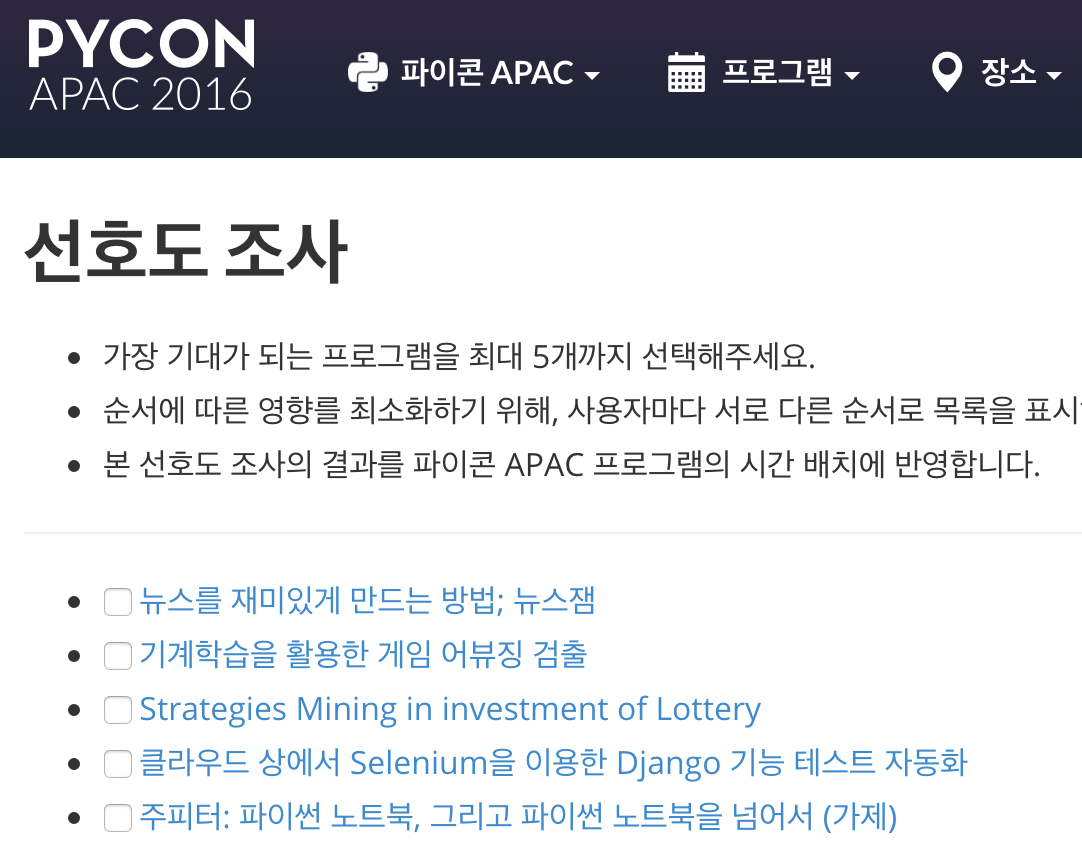 PYCON
APAC 2016
파이콘 APAC
프로그램
장소
선호도 조사
가장 기대가 되는 프로그램을 최대 5개까지 선택해주세요.
순서에 따른 영향를 최소화하기 위해, 사용자마다 서로 다른 순서로 목록을 표시
본 선호도 조사의 결과를 파이콘 APAC 프로그램의 시간 배치에 반영합니다.
뉴스를 재미있게 만드는 방법; 뉴스잼
기계학습을 활용한 게임 어뷰징 검출
Strategies Mining in investment of Lottery
클라우드 상에서 Selenium을 이용한 Django 기능 테스트 자동화
주피터: 파이썬 노트북, 그리고 파이썬 노트북을 넘어서 (가제)